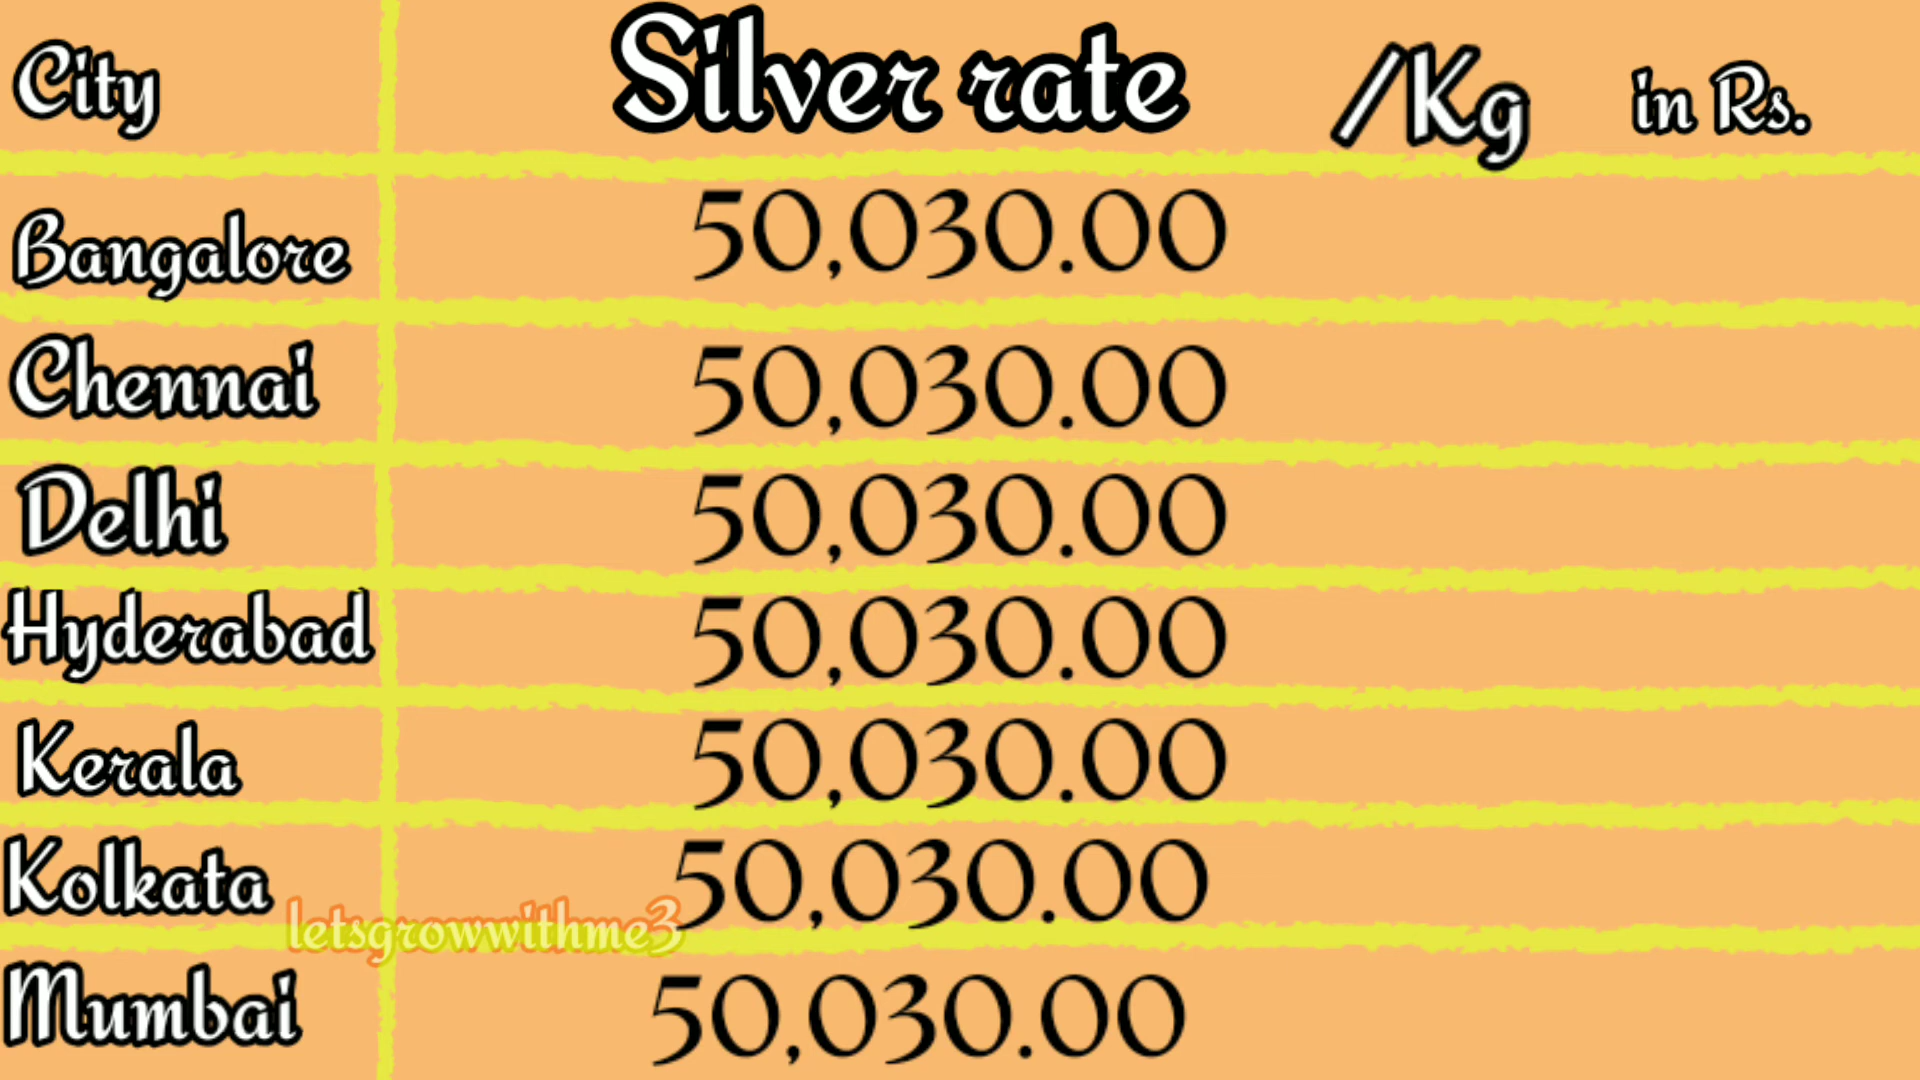 City Silver rate /Kg in Rs.
Bangalore 50,030.00
Chennai 50,030.00
Delhi 50,030.00
Hyderabad 50,030.00
Kerala 50,030.00
Kolkata 50,030.00
letsgrowwithme3
Mumbai 50,030.00